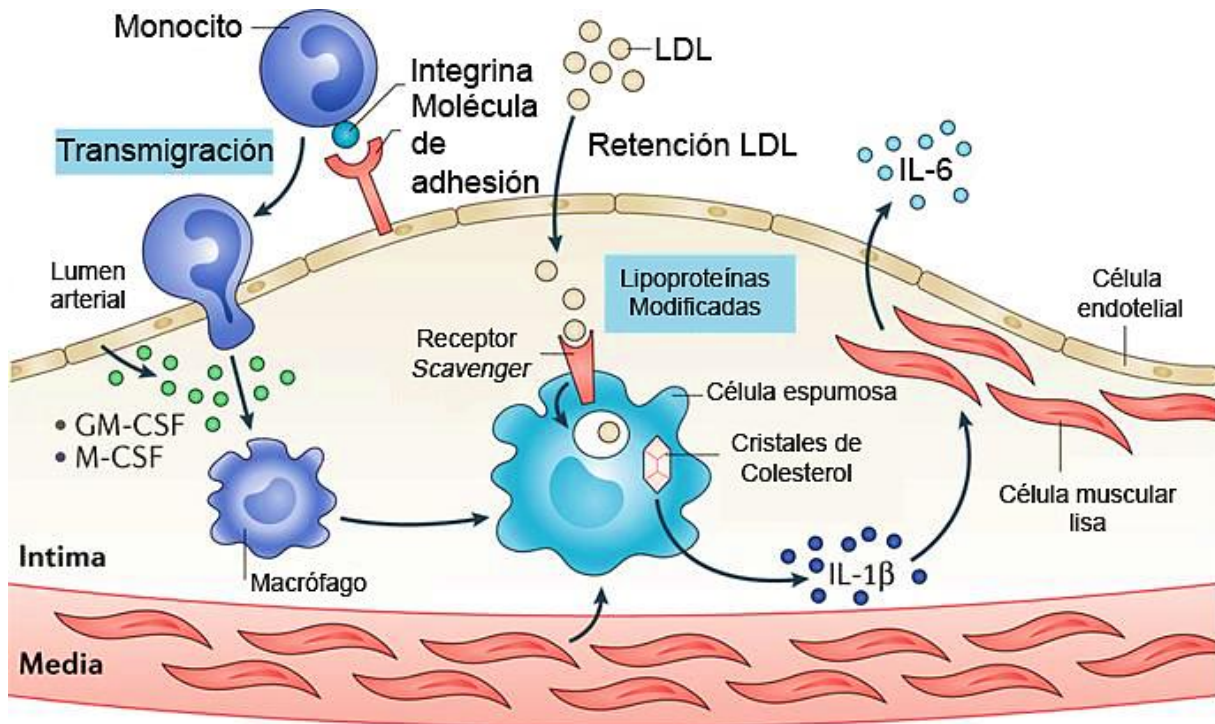 Monocito
LDL
Integrina
Molécula
de
adhesión
Transmigración
Retención LDL
IL-6
Lumen
arterial
Lipoproteínas
Modificadas
Célula
endotelial
Receptor
Scavenger
Célula espumosa
• GM-CSF
• M-CSF
Cristales de
Colesterol
Célula muscular
lisa
Intima
Macrófago
IL-1β
Media